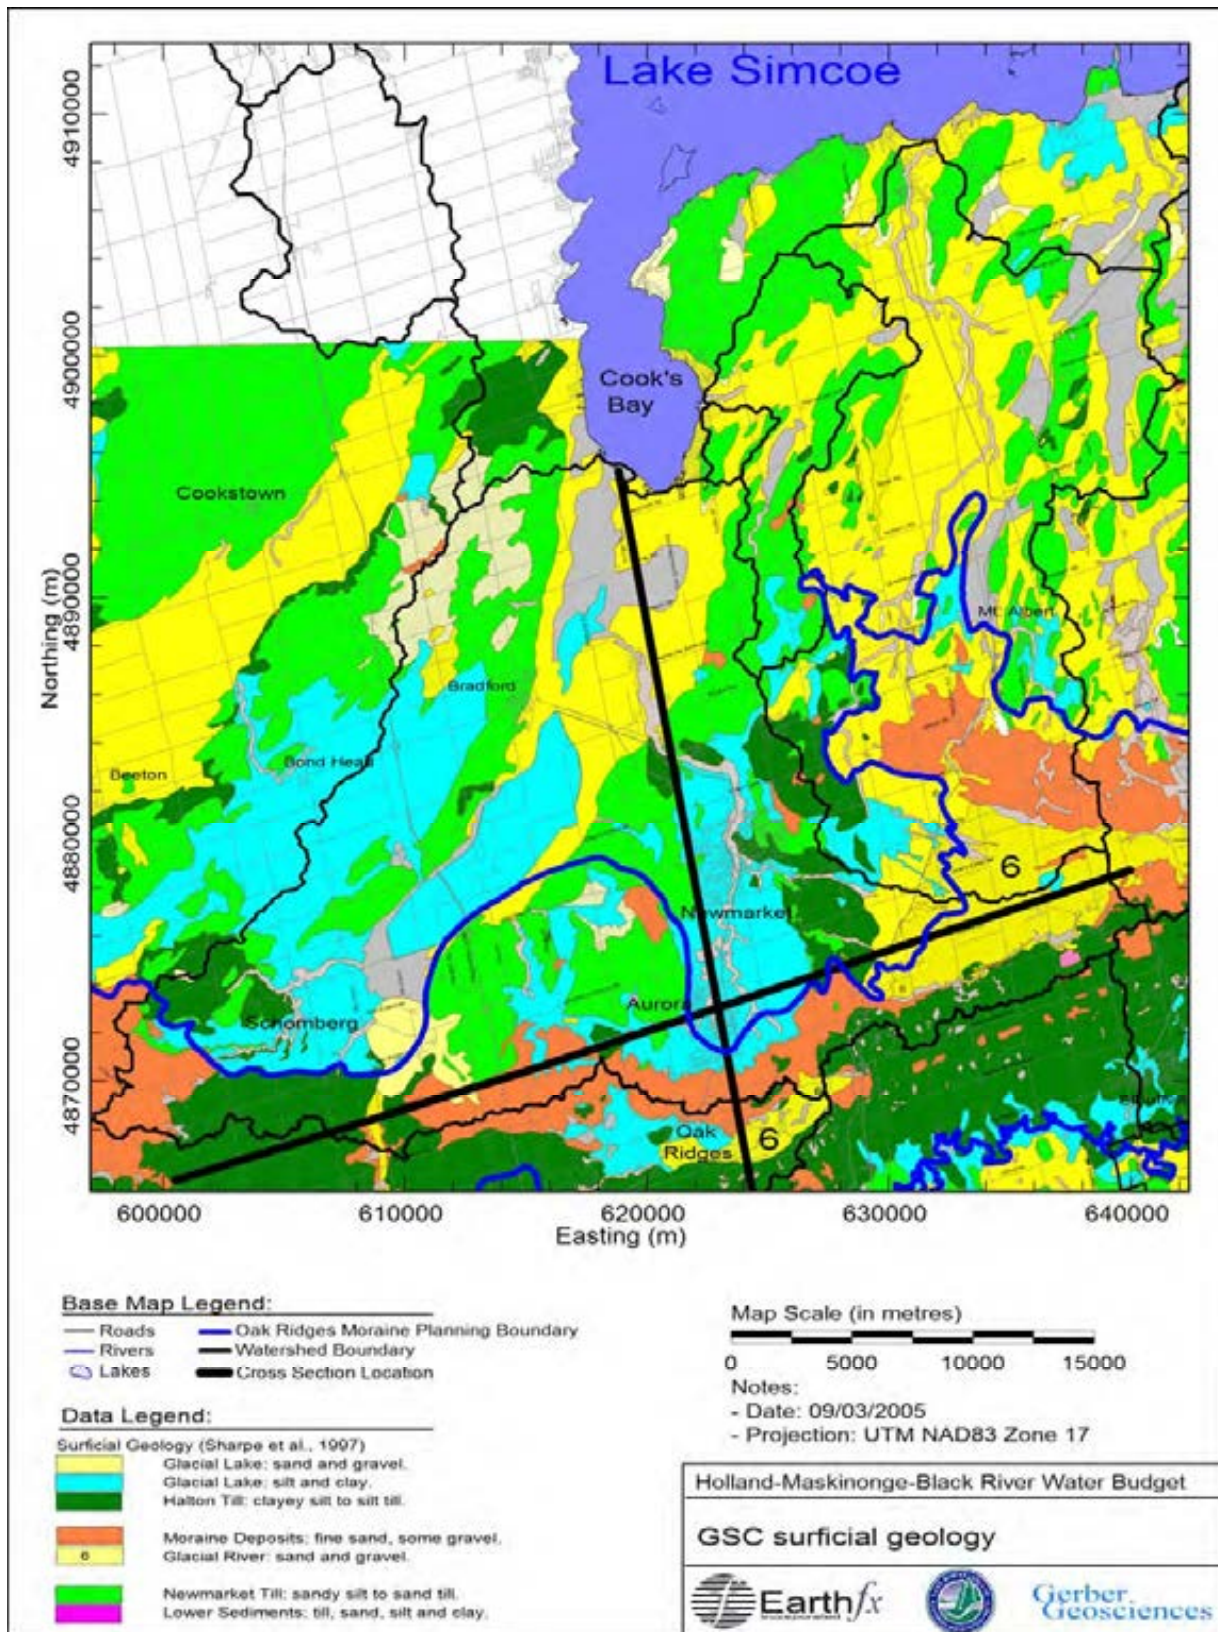 Lake Simcoe
4910000
4900000
Cook's
Bay
Cookstown
4890000
Mt. Albert
Northing (m)
Bradford
Bond Head
Beeton
4880000
6
Newmarket
Aurora
Schomberg
4870000
Oak
Ridges
6
600000 610000 620000 630000 640000
Easting (m)
Base Map Legend:
Roads Oak Ridges Moraine Planning Boundary
Rivers Watershed Boundary
Lakes Cross Section Location
Map Scale (in metres)
0 5000 10000 15000
Notes:
- Date: 09/03/2005
- Projection: UTM NAD83 Zone 17
Data Legend:
Surficial Geology (Sharpe et al., 1997)
Glacial Lake: sand and gravel.
Glacial Lake: silt and clay.
Halton Till: clayey silt to silt till.
Moraine Deposits: fine sand, some gravel.
6 Glacial River: sand and gravel.
Newmarket Till: sandy silt to sand till.
Lower Sediments: till, sand, silt and clay.
Holland-Maskinonge-Black River Water Budget
GSC surficial geology
Earthfx
Gerber
Geosciences